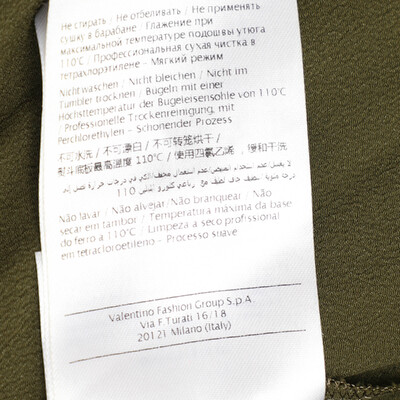 Не стирать / Не отбеливать / Не применять
сушку в барабане / Глажение при
максимальной температуре подошвы утюга
110°C / Профессиональная сухая чистка в
тетрахлорэтилене - Мягкий режим
Nicht waschen / Nicht bleichen / Nicht im
Tumbler trocknen / Bugeln mit einer
Hochsttemperatur der Bugeleisensohle von 110°C
/ Professionelle Trockenreinigung, mit
Perchlorethylen - Schonender Prozess
不可水洗 / 不可漂白 / 不可转笼烘干 /
熨斗底板最高温度 110°C / 使用四氯乙烯 , 缓和干洗
110
Não lavar / Não alvejar/Não branquear / Não
secar em tambor / Temperatura máxima da base
do ferro a 110°C / Limpeza a seco profissional
em tetracloroetileno - Processo suave
Valentino Fashion Group S.p.A.
Via F. Turati 16/18
20121 Milano (Italy)